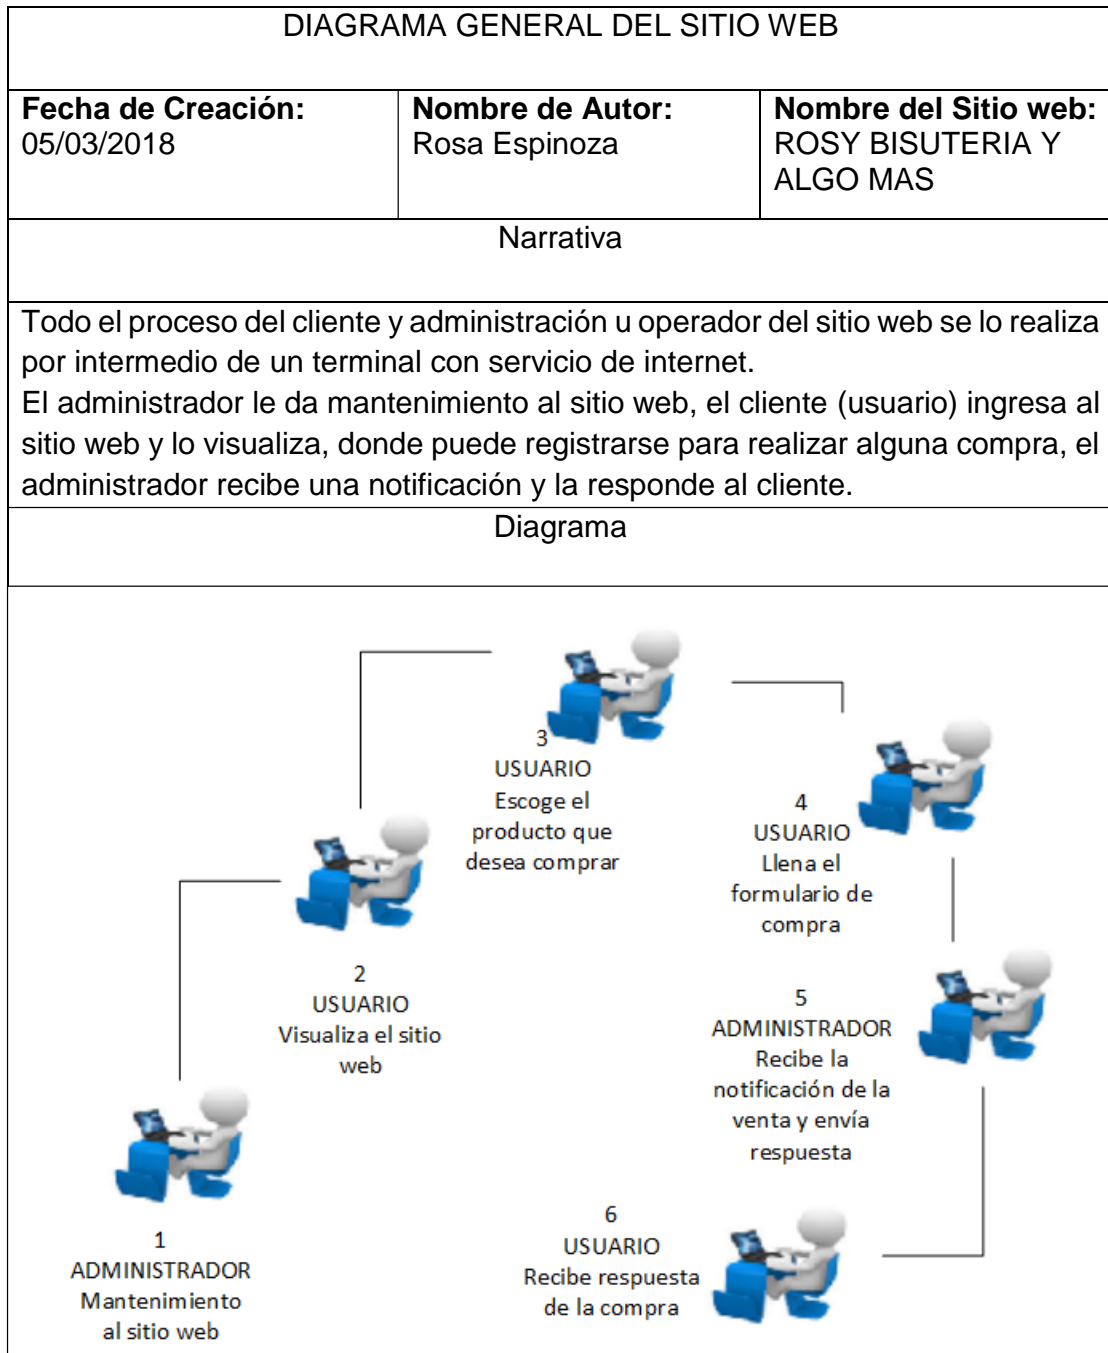 DIAGRAMA GENERAL DEL SITIO WEB
Fecha de Creación:
05/03/2018
Nombre de Autor:
Rosa Espinoza
Nombre del Sitio web:
ROSY BISUTERIA Y
ALGO MAS
Narrativa
Todo el proceso del cliente y administración u operador del sitio web se lo realiza
por intermedio de un terminal con servicio de internet.
El administrador le da mantenimiento al sitio web, el cliente (usuario) ingresa al
sitio web y lo visualiza, donde puede registrarse para realizar alguna compra, el
administrador recibe una notificación y la responde al cliente.
Diagrama
1
ADMINISTRADOR
Mantenimiento
al sitio web
2
USUARIO
Visualiza el sitio
web
3
USUARIO
Escoge el
producto que
desea comprar
4
USUARIO
Llena el
formulario de
compra
5
ADMINISTRADOR
Recibe la
notificación de la
venta y envía
respuesta
6
USUARIO
Recibe respuesta
de la compra